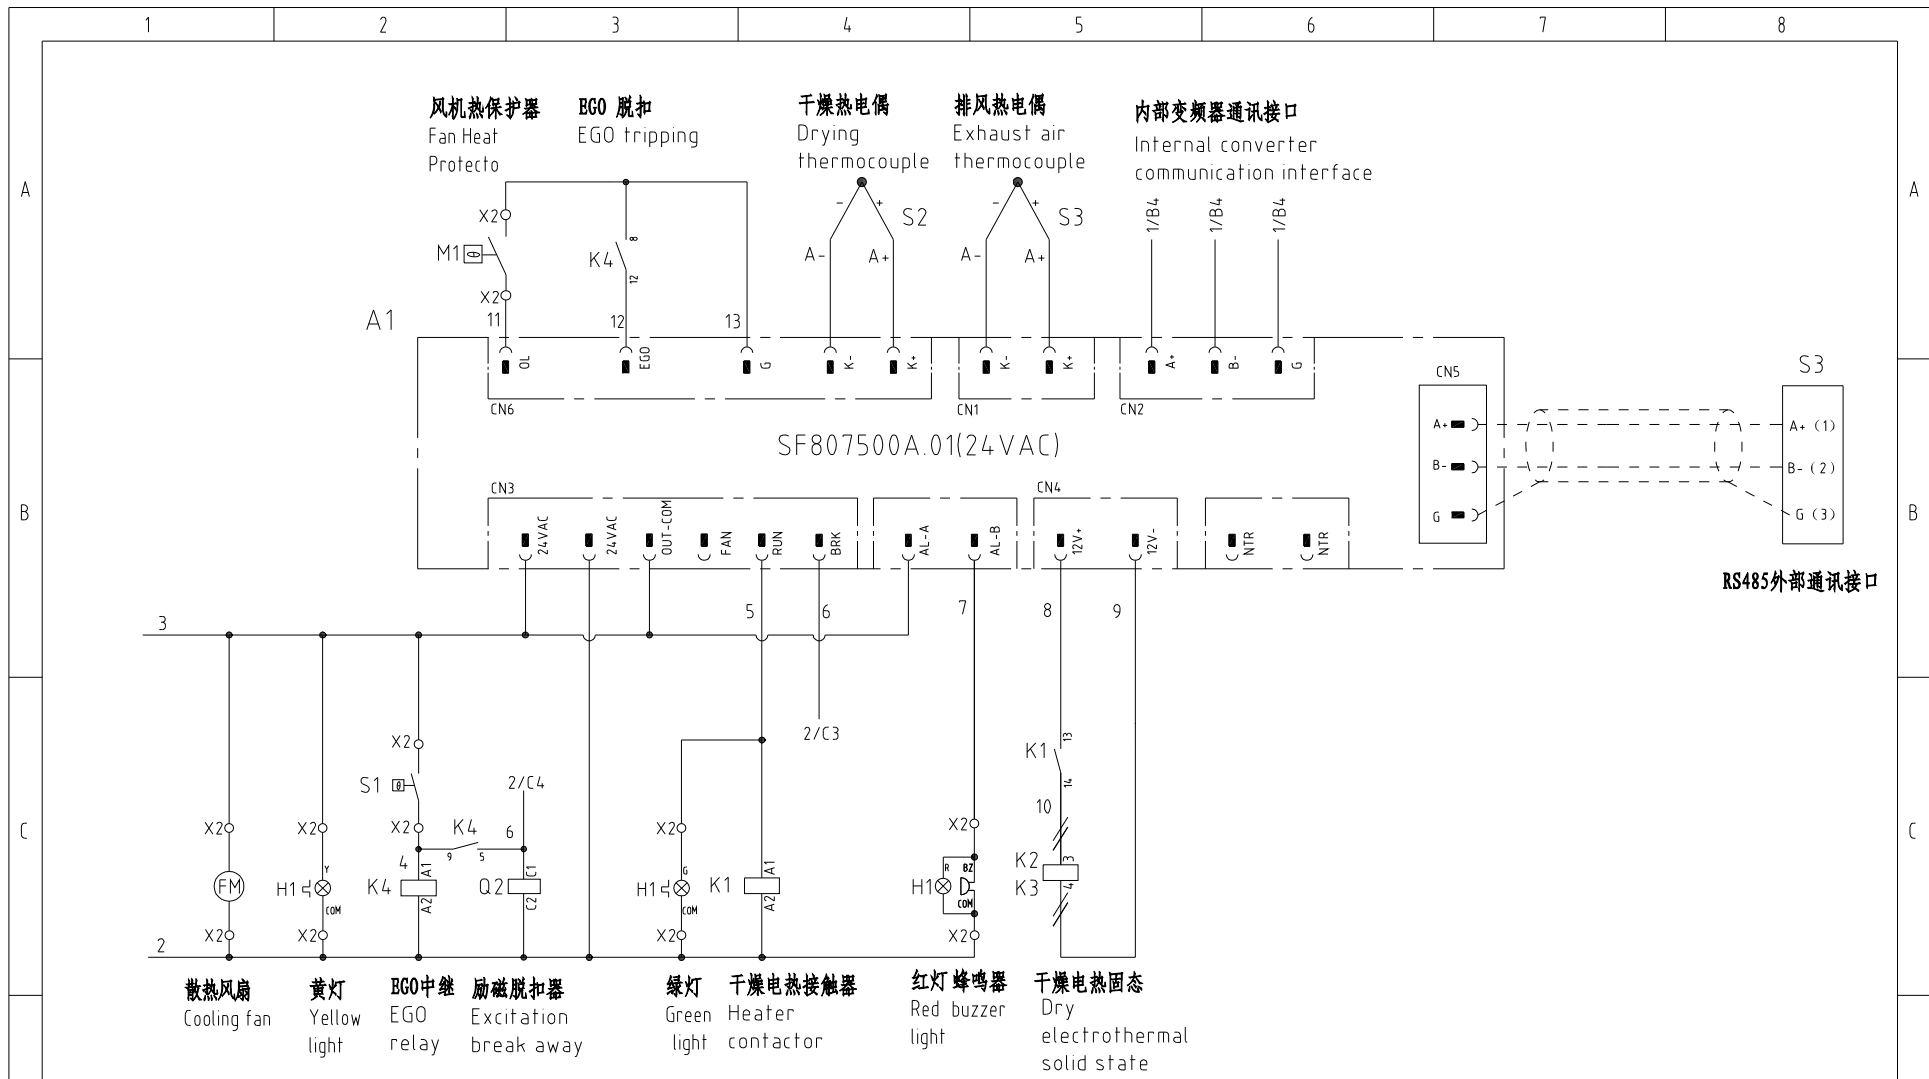 1 2 3 4 5 6 7 8
风机热保护器
Fan Heat
Protecto
EGO 脱扣
EGO tripping
干燥热电偶
Drying
thermocouple
排风热电偶
Exhaust air
thermocouple
内部变频器通讯接口
Internal converter
communication interface
A
A
X2
M1
θ
X2
K4
8
12
-
+
S2
A-
A+
-
+
S3
A-
A+
1/B4
1/B4
1/B4
A1
11
12
13
OL
EGO
G
K-
K+
K-
K+
A+
B-
G
CN6
CN1
CN2
CN5
S3
A+
B-
G
A+ (1)
B- (2)
G (3)
SF807500A.01(24VAC)
B
B
CN3
CN4
24VAC
24VAC
OUT-COM
FAN
RUN
BRK
AL-A
AL-B
12V+
12V-
NTR
NTR
RS485外部通讯接口
3
5
6
7
8
9
2/C3
X2
S1
θ
X2
K4
9
5
2/C4
6
4
K1
13
14
10
C
C
X2
FM
X2
X2
H1
Y
COM
X2
K4
A1
A2
Q2
C1
C2
X2
H1
G
COM
X2
K1
A1
A2
X2
H1
R
BZ
COM
X2
K2
K3
3
4
2
散热风扇
Cooling fan
黄灯
Yellow
light
EGO中继
EGO
relay
励磁脱扣器
Excitation
break away
绿灯
Green
light
干燥电热接触器
Heater
contactor
红灯 蜂鸣器
Red buzzer
light
干燥电热固态
Dry
electrothermal
solid state